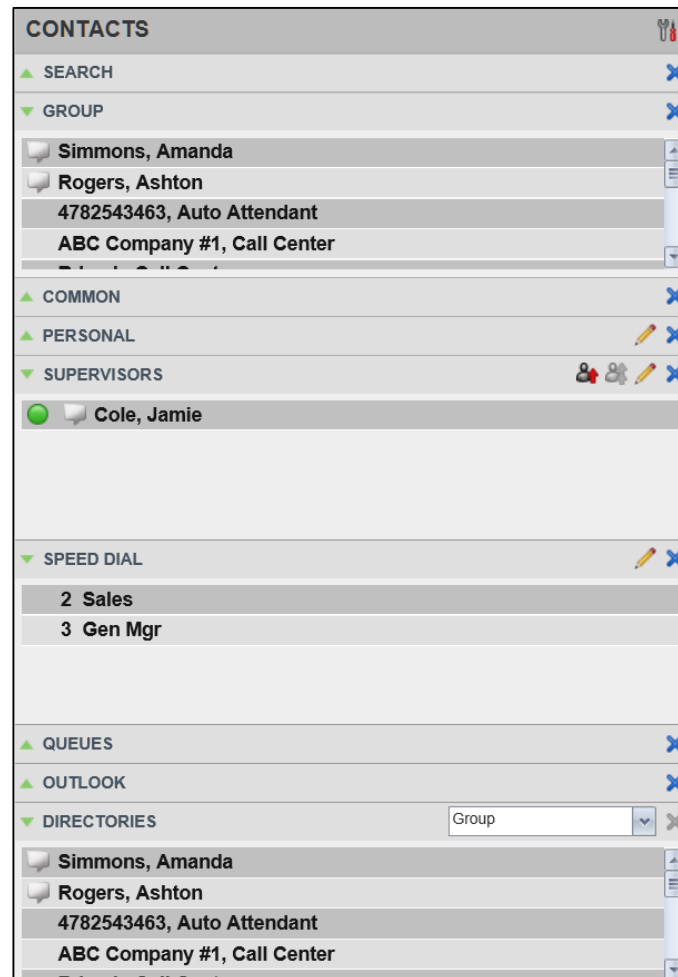 CONTACTS
SEARCH
GROUP
Simmons, Amanda
Rogers, Ashton
4782543463, Auto Attendant
ABC Company #1, Call Center
COMMON
PERSONAL
SUPERVISORS
Cole, Jamie
SPEED DIAL
2 Sales
3 Gen Mgr
QUEUES
OUTLOOK
DIRECTORIES
Group
Simmons, Amanda
Rogers, Ashton
4782543463, Auto Attendant
ABC Company #1, Call Center